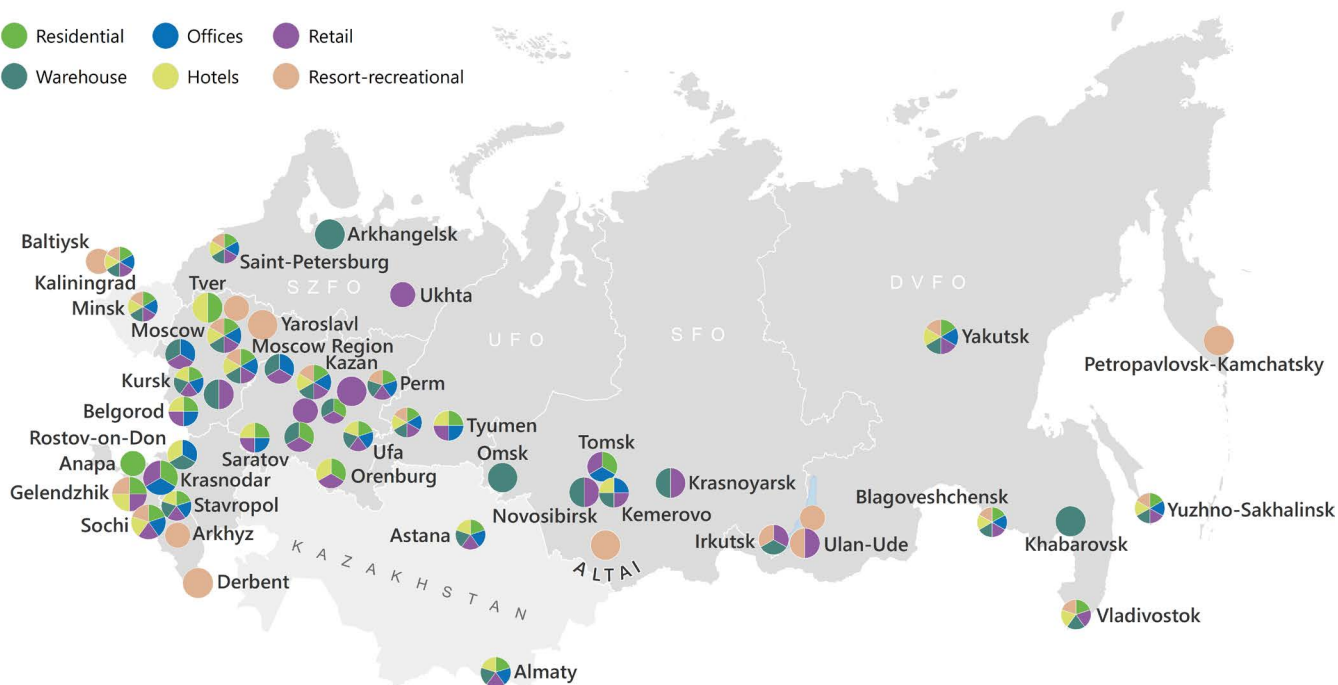 Residential
Offices
Retail
Warehouse
Hotels
Resort-recreational
Baltiysk
Kaliningrad
Minsk
Saint-Petersburg
Arkhangelsk
SZFO
Ukhta
Tver
Yaroslavl
Moscow
Moscow Region
Kazan
Kursk
Perm
Belgorod
UFO
SFO
DVFO
Yakutsk
Petropavlovsk-Kamchatsky
Rostov-on-Don
Anapa
Krasnodar
Gelendzhik
Stavropol
Sochi
Arkhyz
Derbent
Saratov
Ufa
Orenburg
Tyumen
Omsk
Tomsk
Novosibirsk
Kemerovo
Krasnoyarsk
Astana
KAZAKHSTAN
ALTAI
Irkutsk
Ulan-Ude
Blagoveshchensk
Khabarovsk
Yuzhno-Sakhalinsk
Vladivostok
Almaty